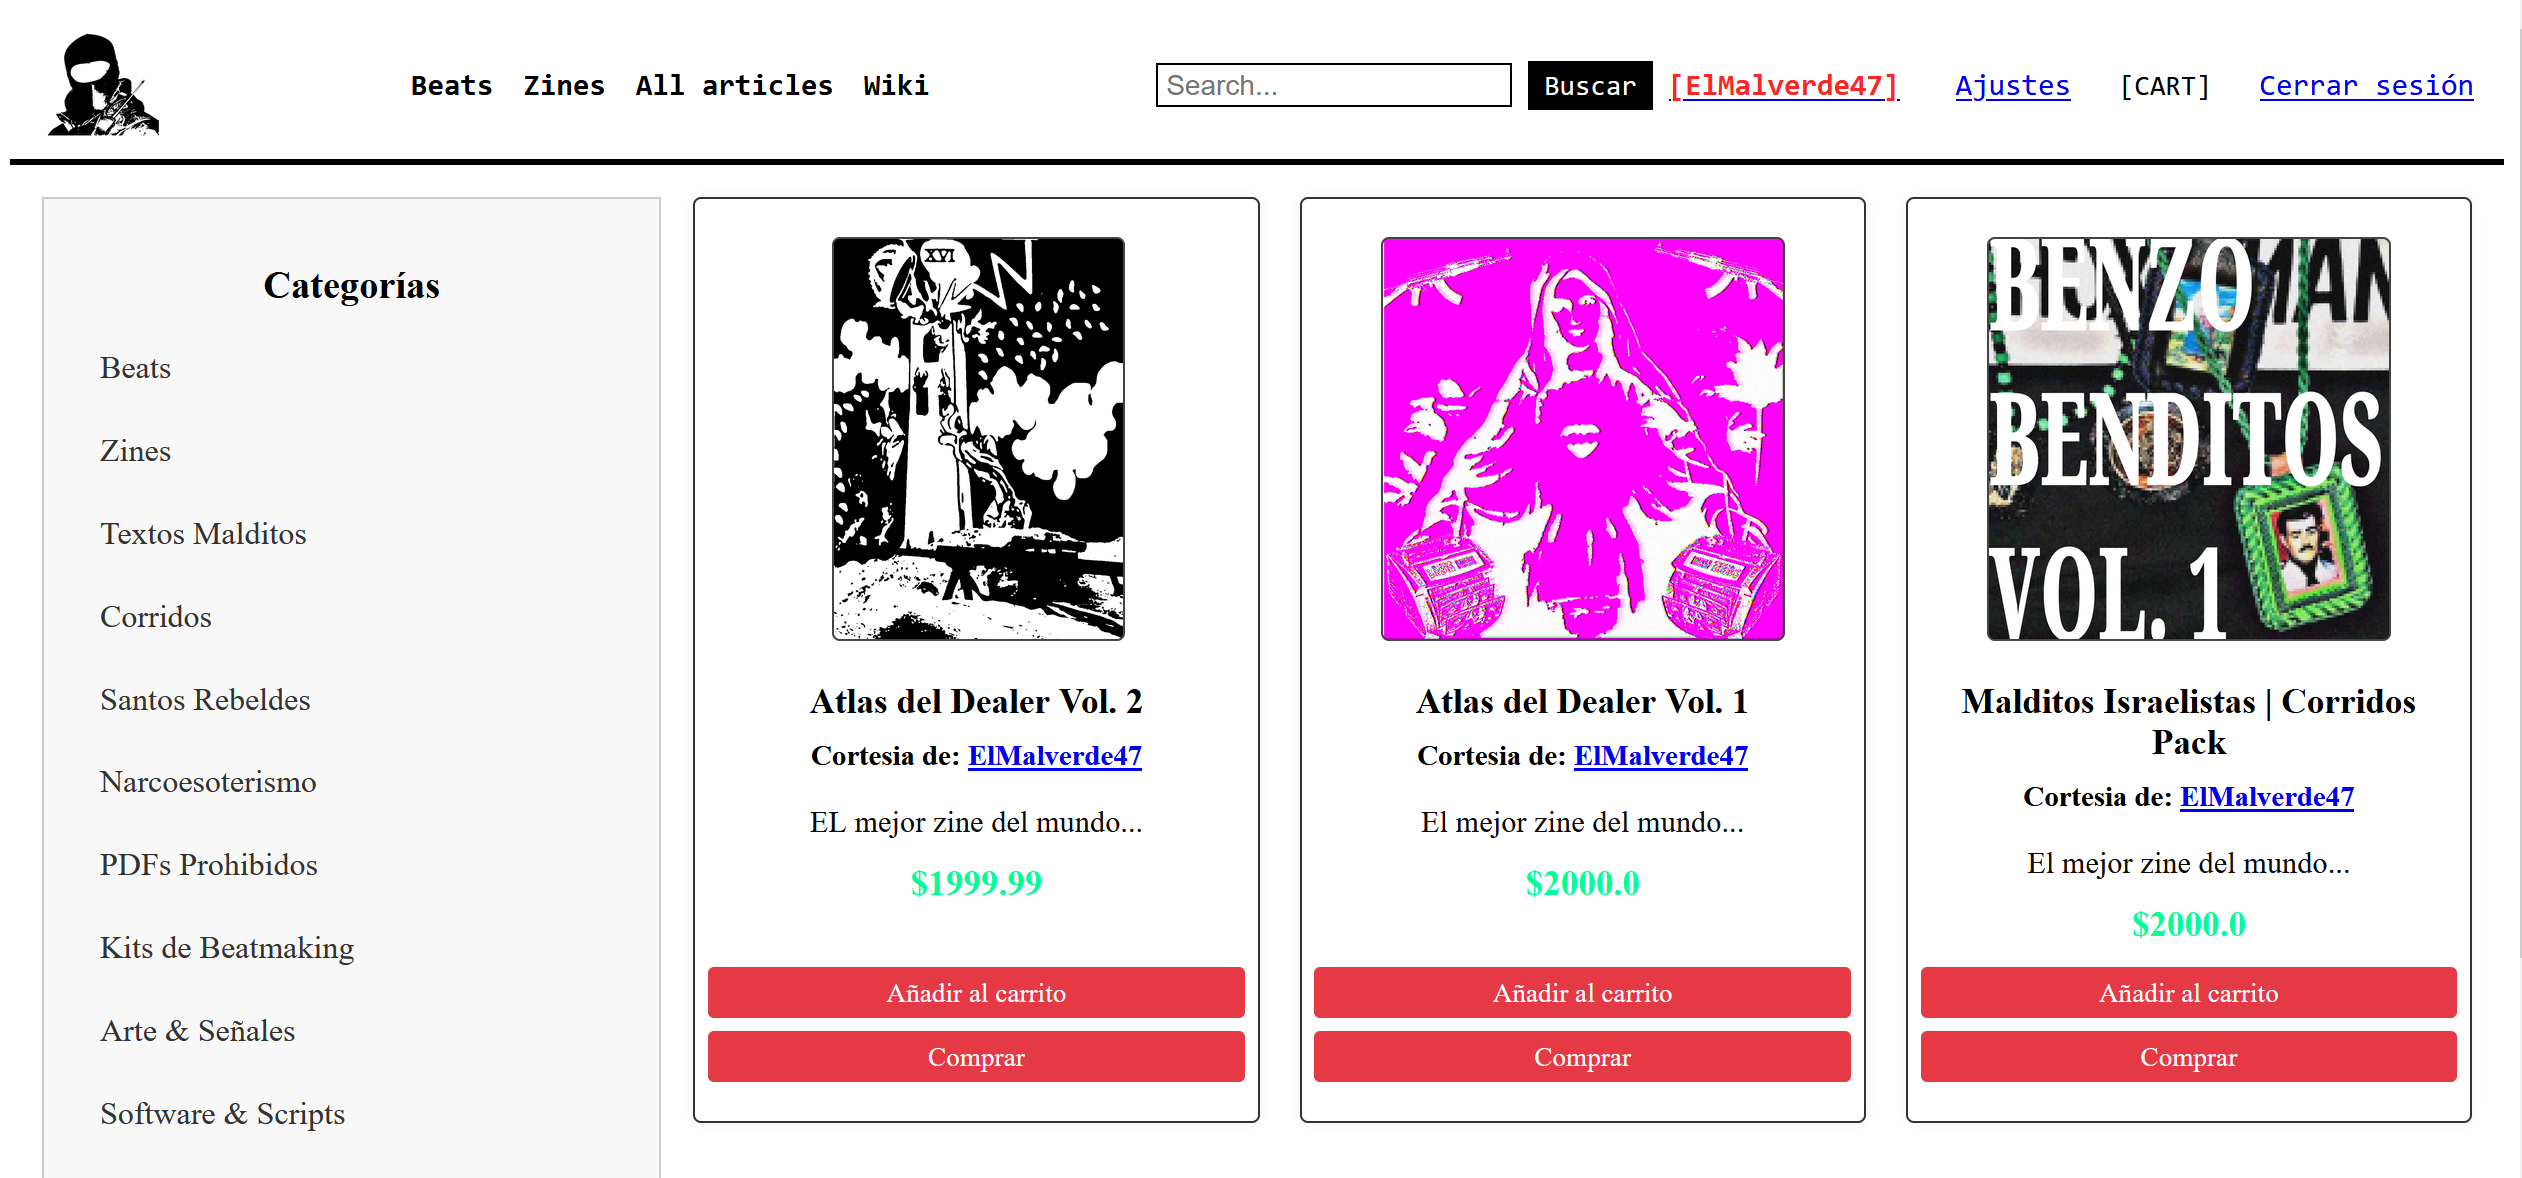 Beats Zines All articles Wiki
Search... Buscar [ElMalverde47] Ajustes [CART] Cerrar sesión
Categorías
Beats
Zines
Textos Malditos
Corridos
Santos Rebeldes
Narcoesoterismo
PDFs Prohibidos
Kits de Beatmaking
Arte & Señales
Software & Scripts
XVI
Atlas del Dealer Vol. 2
Cortesia de: ElMalverde47
EL mejor zine del mundo...
$1999.99
Añadir al carrito
Comprar
Atlas del Dealer Vol. 1
Cortesia de: ElMalverde47
El mejor zine del mundo...
$2000.0
Añadir al carrito
Comprar
BENZO
BENDITOS
VOL. 1
Malditos Israelistas | Corridos
Pack
Cortesia de: ElMalverde47
El mejor zine del mundo...
$2000.0
Añadir al carrito
Comprar